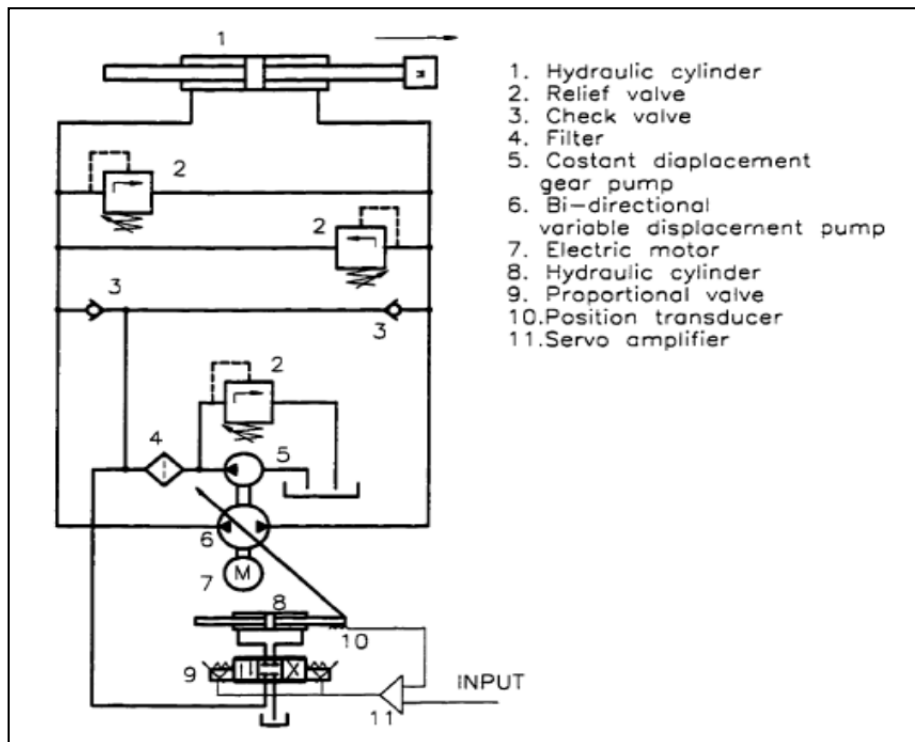 1
1. Hydraulic cylinder
2. Relief valve
3. Check valve
4. Filter
5. Costant diaplacement
gear pump
6. Bi-directional
variable displacement pump
7. Electric motor
8. Hydraulic cylinder
9. Proportional valve
10.Position transducer
11.Servo amplifier
2
2
3
3
2
4
5
6
7
M
8
10
9
INPUT
11